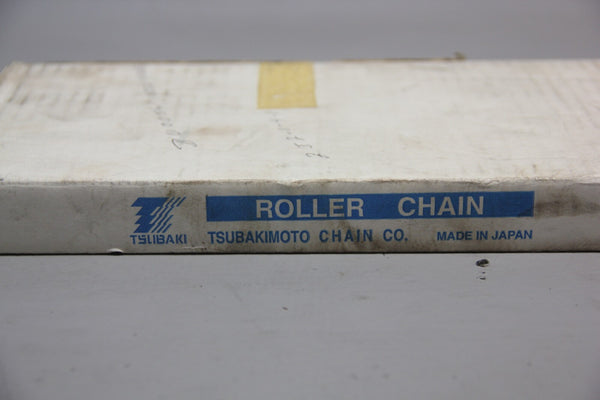 ROLLER CHAIN
TSUBAKI TSUBAKIMOTO CHAIN CO. MADE IN JAPAN